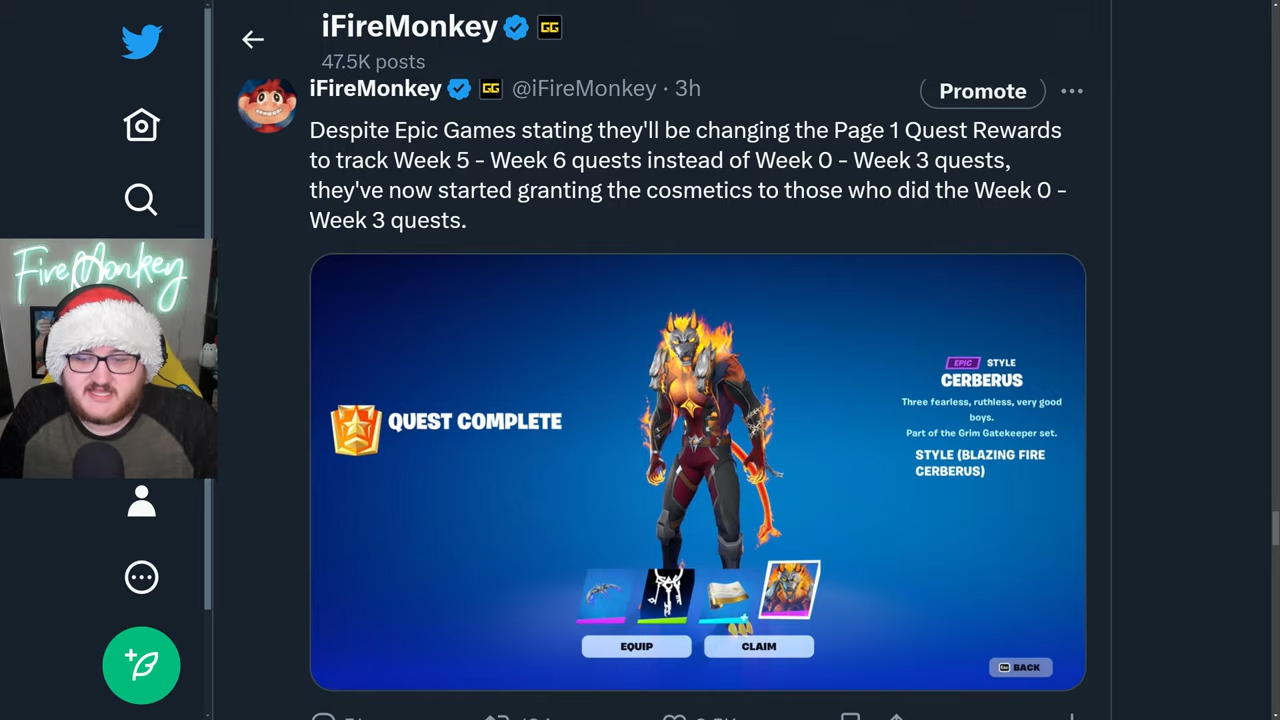 iFireMonkey GG
47.5K posts
iFireMonkey GG @iFireMonkey · 3h
Promote
Despite Epic Games stating they'll be changing the Page 1 Quest Rewards
to track Week 5 - Week 6 quests instead of Week 0 - Week 3 quests,
they've now started granting the cosmetics to those who did the Week 0 -
Week 3 quests.
FireMonkey
QUEST COMPLETE
EPIC STYLE
CERBERUS
Three fearless, ruthless, very good
boys.
Part of the Grim Gatekeeper set.
STYLE (BLAZING FIRE
CERBERUS)
EQUIP
CLAIM
BACK